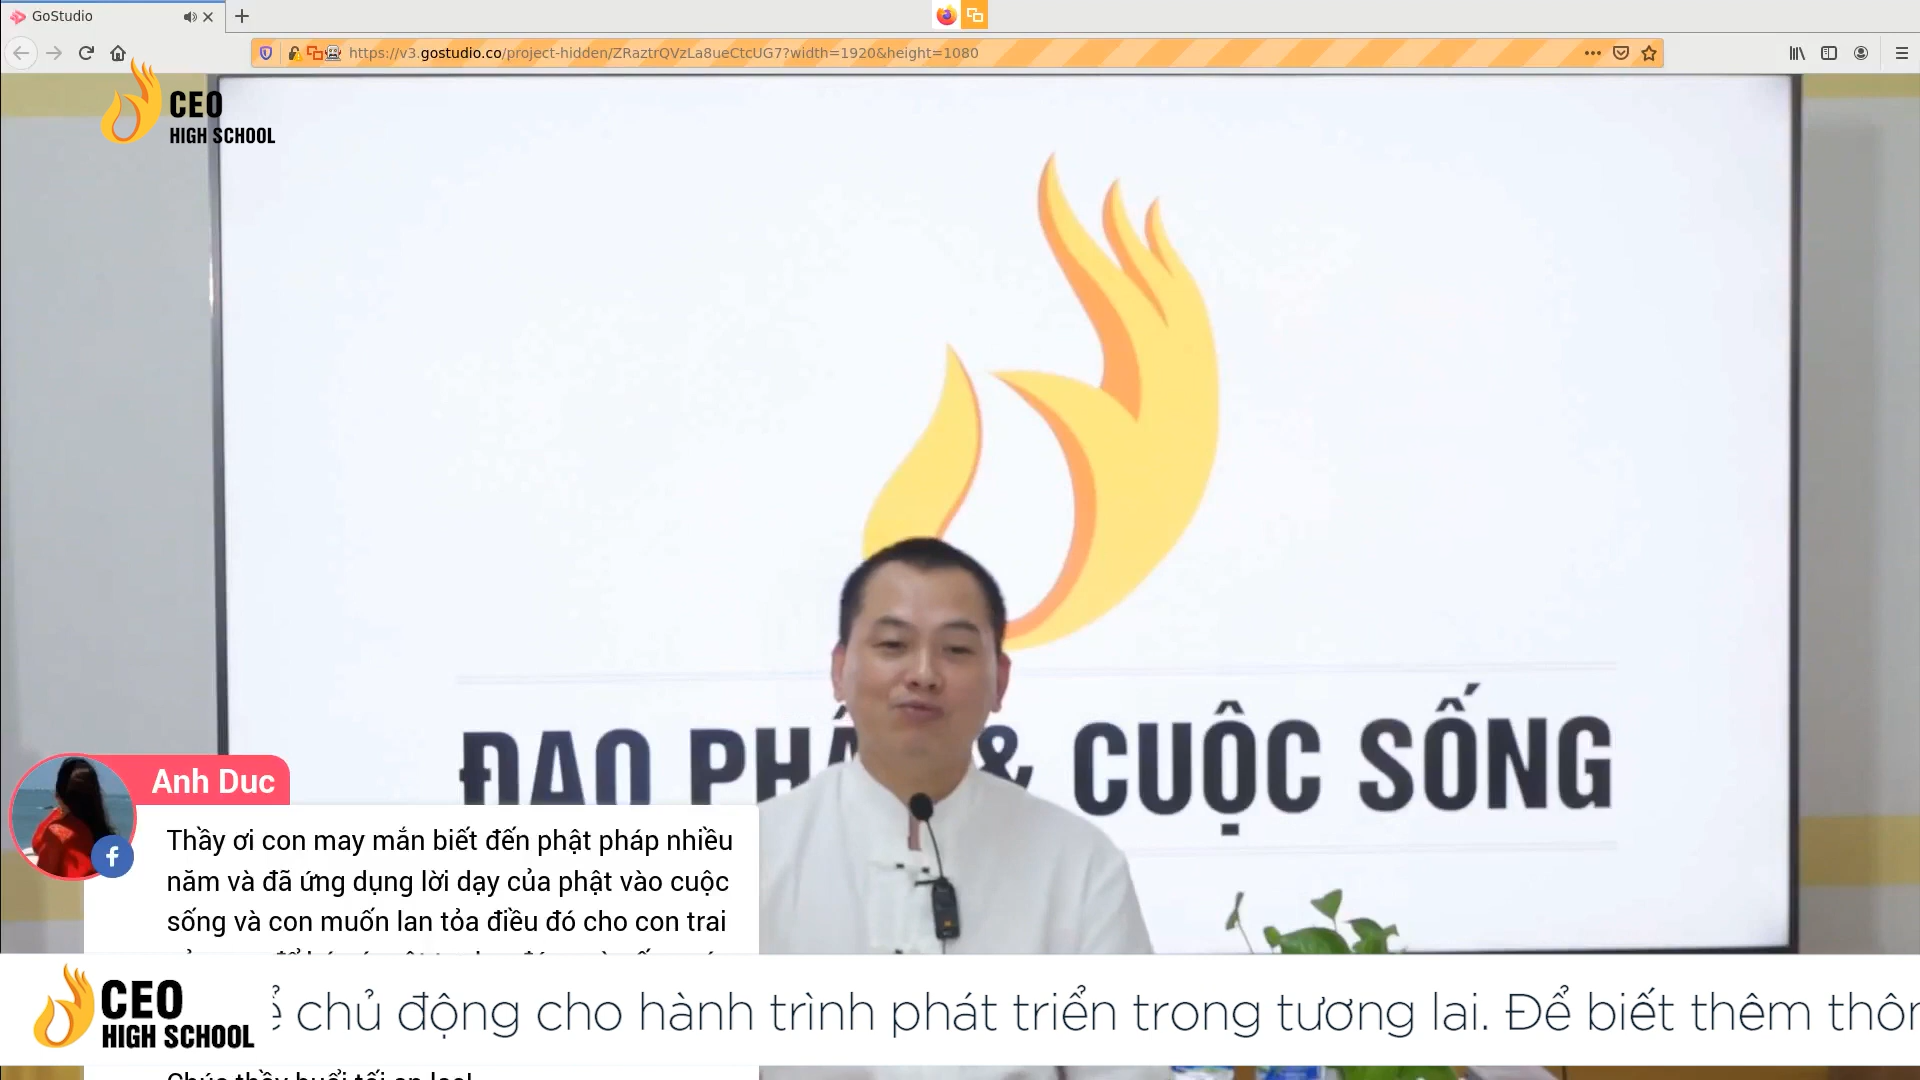 GoStudio
https://v3.gostudio.co/project-hidden/ZRaztrQVzLa8ueCtcUG7?width=1920&height=1080
CEO
HIGH SCHOOL
& CUỘC SỐNG
Anh Duc
Thầy ơi con may mắn biết đến phật pháp nhiều
năm và đã ứng dụng lời dạy của phật vào cuộc
sống và con muốn lan tỏa điều đó cho con trai
CEO
HIGH SCHOOL
chủ động cho hành trình phát triển trong tương lai. Để biết thêm